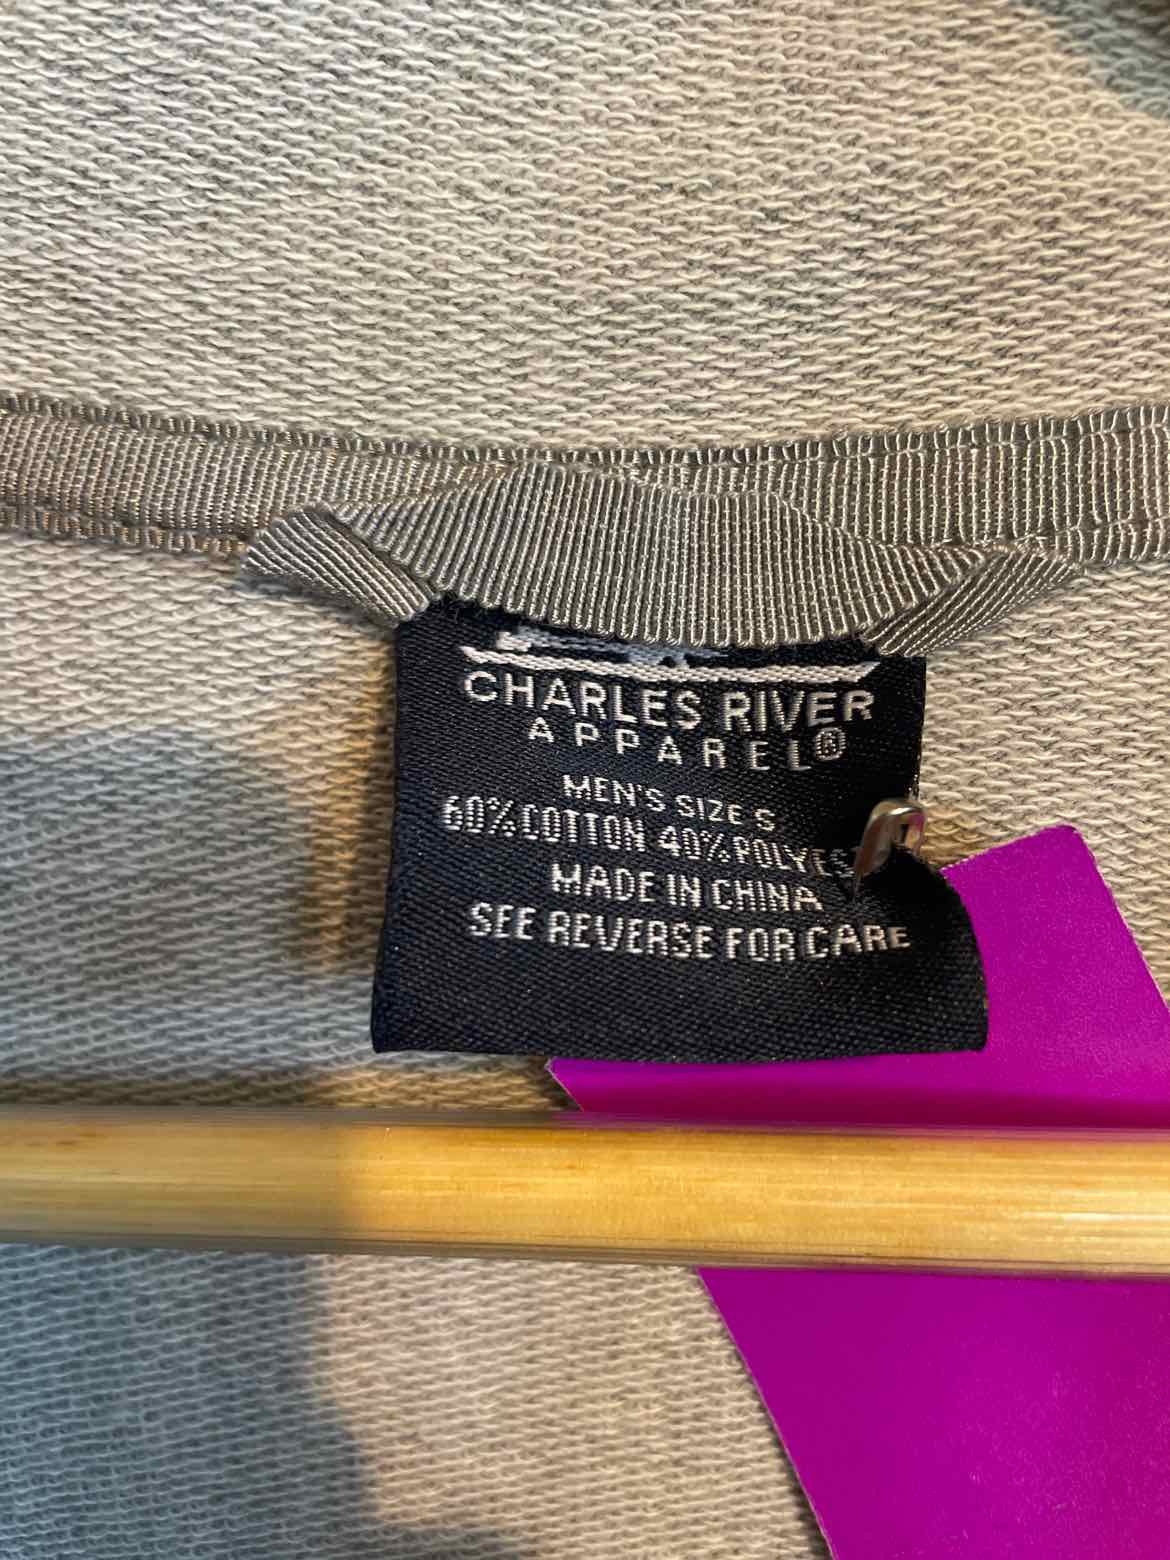 CHARLES RIVER
APPAREL®
MEN'S SIZE S
60% COTTON 40% POLYES
MADE IN CHINA
SEE REVERSE FOR CARE